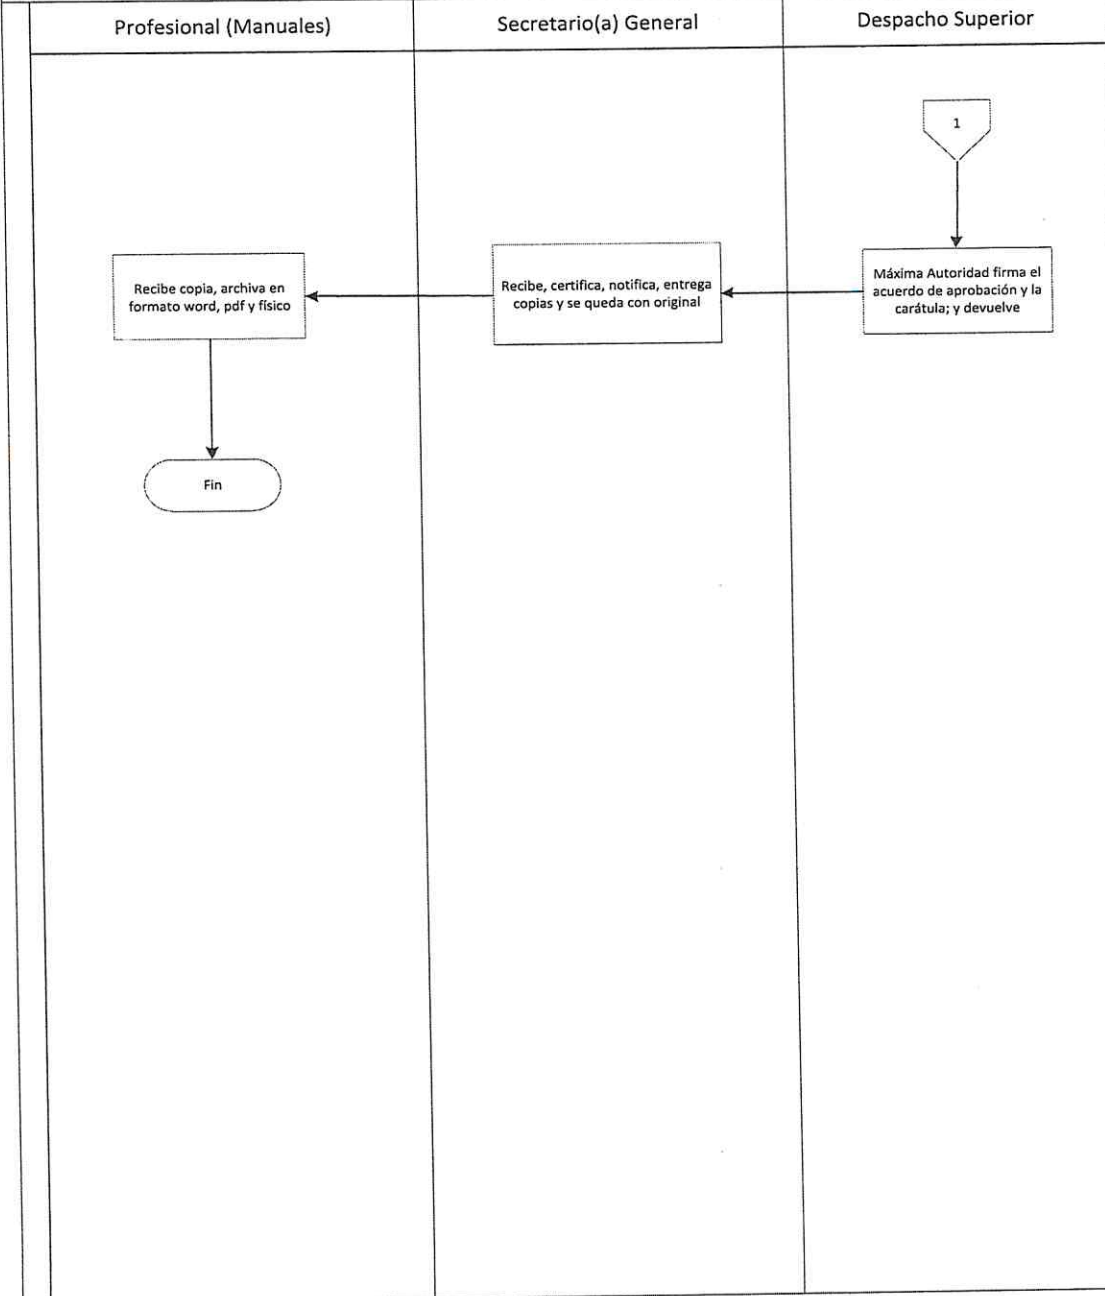 Profesional (Manuales)
Secretario(a) General
Despacho Superior
1
Máxima Autoridad firma el
acuerdo de aprobación y la
carátula; y devuelve
Recibe, certifica, notifica, entrega
copias y se queda con original
Recibe copia, archiva en
formato word, pdf y físico
Fin